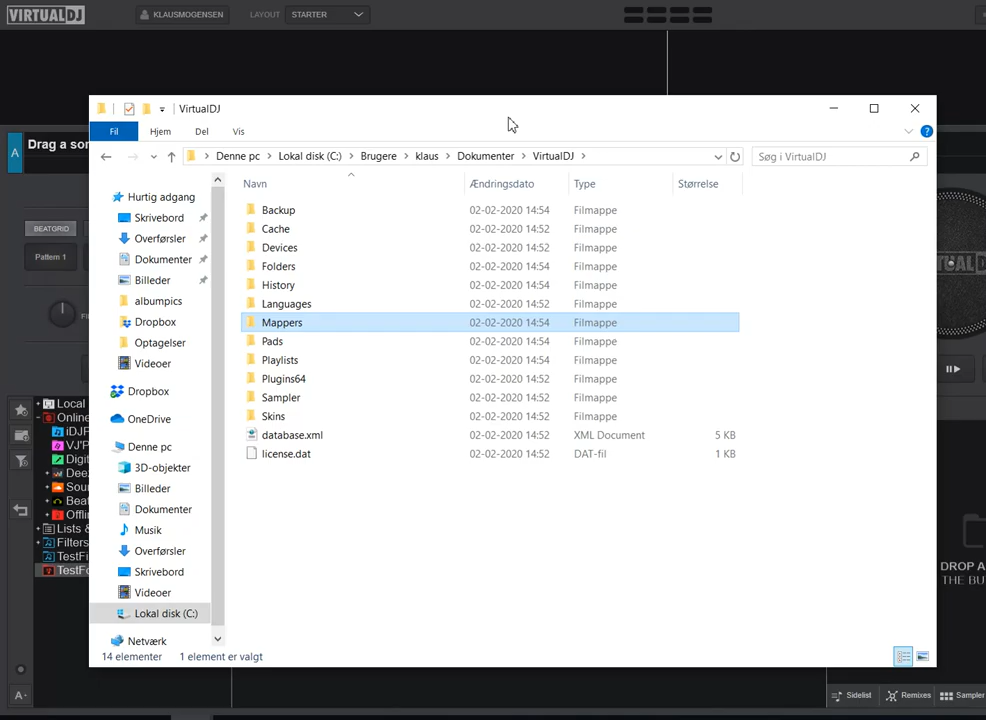 VIRTUALDJ
KLAUSMOGENSEN
LAYOUT
STARTER
A
Drag a so
BEATGRID
Pattern 1
VirtualDJ
Fil
Hjem
Del
Vis
Denne pc > Lokal disk (C:) > Brugere > klaus > Dokumenter > VirtualDJ >
Søg i VirtualDJ
Navn
Ændringsdato
Type
Størrelse
Hurtig adgang
Skrivebord
Overførsler
Dokumenter
Billeder
albumpics
Dropbox
Optagelser
Videoer
Dropbox
OneDrive
Denne pc
3D-objekter
Billeder
Dokumenter
Musik
Overførsler
Skrivebord
Videoer
Lokal disk (C:)
Netværk
Backup 02-02-2020 14:54 Filmappe
Cache 02-02-2020 14:52 Filmappe
Devices 02-02-2020 14:54 Filmappe
Folders 02-02-2020 14:54 Filmappe
History 02-02-2020 14:54 Filmappe
Languages 02-02-2020 14:52 Filmappe
Mappers 02-02-2020 14:54 Filmappe
Pads 02-02-2020 14:54 Filmappe
Playlists 02-02-2020 14:52 Filmappe
Plugins64 02-02-2020 14:52 Filmappe
Sampler 02-02-2020 14:52 Filmappe
Skins 02-02-2020 14:52 Filmappe
database.xml 02-02-2020 14:52 XML Document 5 KB
license.dat 02-02-2020 14:52 DAT-fil 1 KB
14 elementer
1 element er valgt
Local
Online
iDJP
VJ'P
Digit
Dee
Sou
Beat
Offli
Lists &
Filters
TestFi
TestFo
A-
DROP A
THE BU
Sidelist
Remixes
Sampler